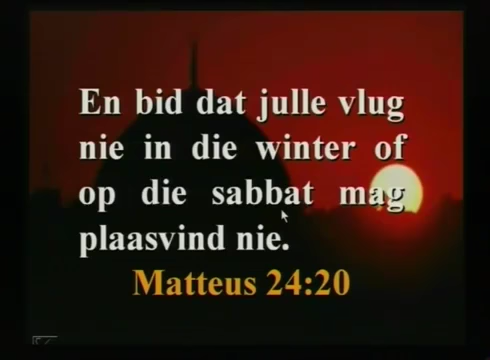 En bid dat julle vlug
nie in die winter of
op die sabbat mag
plaasvind nie.
Matteus 24:20